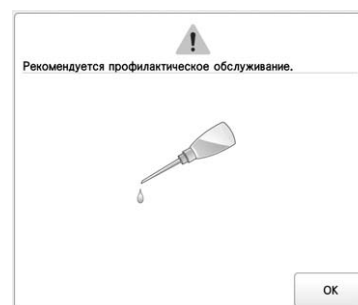 Рекомендуется профилактическое обслуживание.
OK